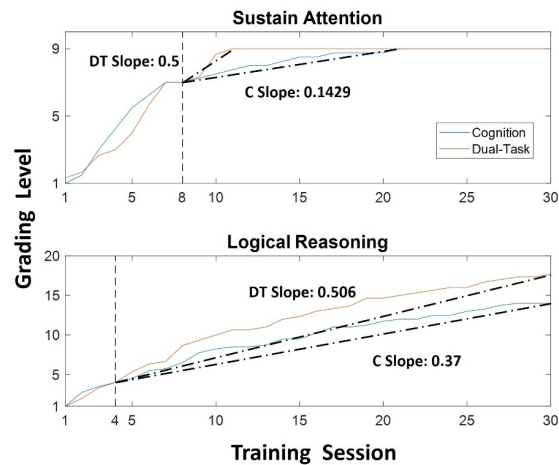 Sustain Attention
9
DT Slope: 0.5
C Slope: 0.1429
5
Cognition
Dual-Task
1
1 5 8 10 15 20 25 30
Grading Level
Logical Reasoning
20
15
DT Slope: 0.506
10
C Slope: 0.37
5
1
1 4 5 10 15 20 25 30
Training Session